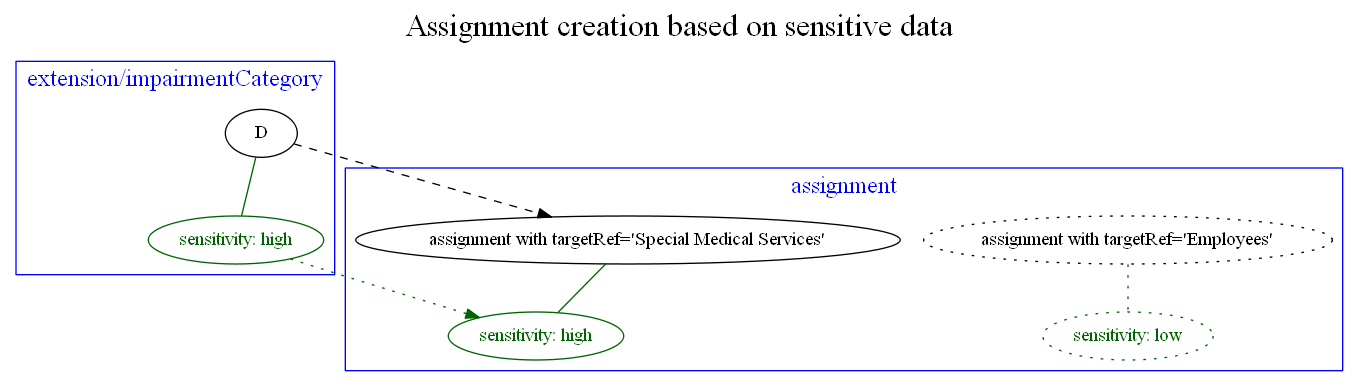 Assignment creation based on sensitive data
extension/impairmentCategory
D
assignment
sensitivity: high
assignment with targetRef='Special Medical Services'
assignment with targetRef='Employees'
sensitivity: high
sensitivity: low